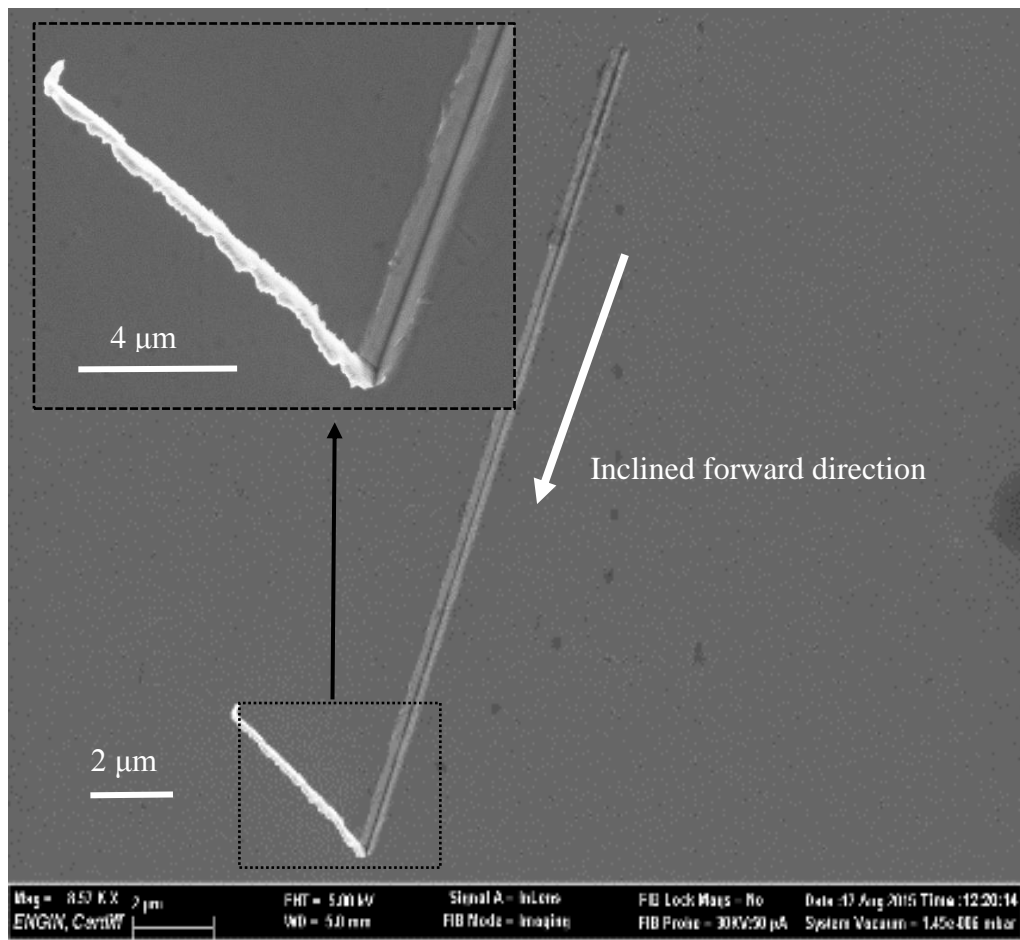 4 μm
Inclined forward direction
2 μm
Mag = 8.57 K X 2 μm EHT = 5.00 kV Signal A = InLens FIB Lock Mags = No Date :17 Aug 2015 Time :12:20:14
ENGIN, Cardiff WD = 5.0 mm FIB Mode = Imaging FIB Probe = 30KV:50 pA System Vacuum = 1.45e-006 mbar